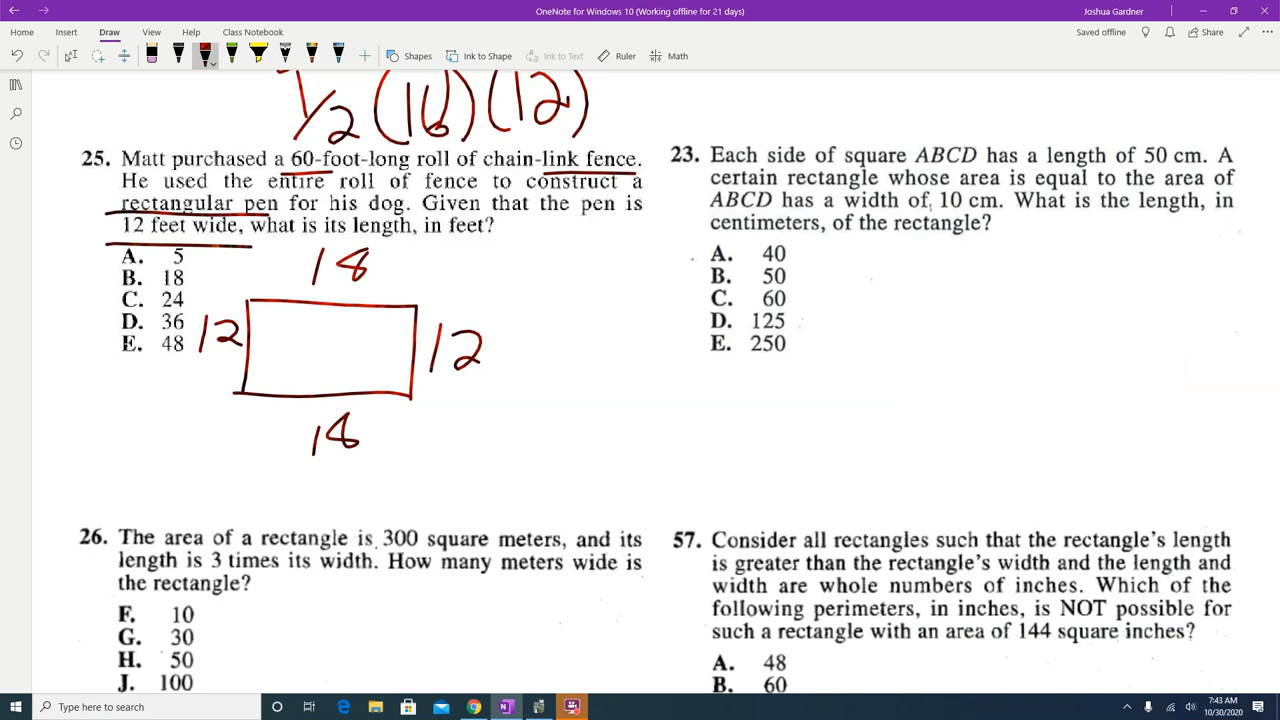 OneNote for Windows 10 (Working offline for 21 days)
Joshua Gardner
Home Insert Draw View Help Class Notebook
Saved offline
Share
Shapes
Ink to Shape
Ink to Text
Ruler
Math
1/2 (16)(12)
25. Matt purchased a 60-foot-long roll of chain-link fence.
He used the entire roll of fence to construct a
rectangular pen for his dog. Given that the pen is
12 feet wide, what is its length, in feet?
A. 5
B. 18
C. 24
D. 36
E. 48
18
12
12
18
23. Each side of square ABCD has a length of 50 cm. A
certain rectangle whose area is equal to the area of
ABCD has a width of 10 cm. What is the length, in
centimeters, of the rectangle?
A. 40
B. 50
C. 60
D. 125
E. 250
26. The area of a rectangle is 300 square meters, and its
length is 3 times its width. How many meters wide is
the rectangle?
F. 10
G. 30
H. 50
J. 100
57. Consider all rectangles such that the rectangle's length
is greater than the rectangle's width and the length and
width are whole numbers of inches. Which of the
following perimeters, in inches, is NOT possible for
such a rectangle with an area of 144 square inches?
A. 48
B. 60
Type here to search
7:43 AM
10/30/2020